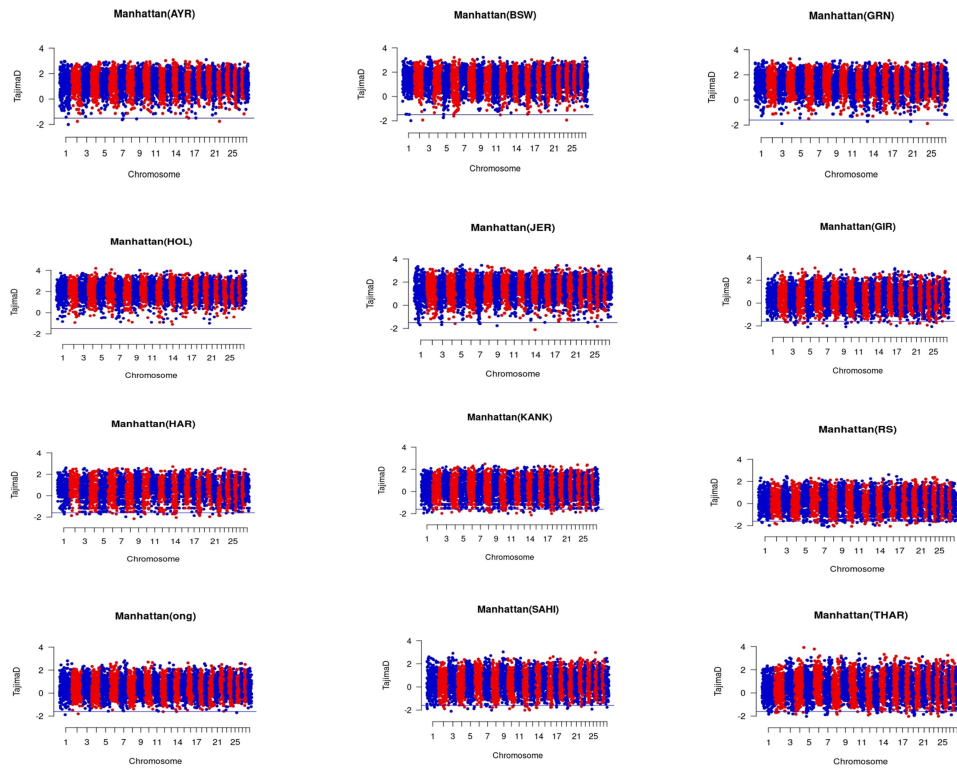 Manhattan(AYR)
TajimaD
4
2
0
-2
1 3 5 7 9 11 14 17 21 25
Chromosome
Manhattan(BSW)
TajimaD
4
2
0
-2
1 3 5 7 9 11 14 17 21 25
Chromosome
Manhattan(GRN)
TajimaD
4
2
0
-2
1 3 5 7 9 11 14 17 21 25
Chromosome
Manhattan(HOL)
TajimaD
4
2
0
-2
1 3 5 7 9 11 14 17 21 25
Chromosome
Manhattan(JER)
TajimaD
4
2
0
-2
1 3 5 7 9 11 14 17 21 25
Chromosome
Manhattan(GIR)
TajimaD
4
2
0
-2
1 3 5 7 9 11 14 17 21 25
Chromosome
Manhattan(HAR)
TajimaD
4
2
0
-2
1 3 5 7 9 11 14 17 21 25
Chromosome
Manhattan(KANK)
TajimaD
4
2
0
-2
1 3 5 7 9 11 14 17 21 25
Chromosome
Manhattan(RS)
TajimaD
4
2
0
-2
1 3 5 7 9 11 14 17 21 25
Chromosome
Manhattan(ong)
TajimaD
4
2
0
-2
1 3 5 7 9 11 14 17 21 25
Chromosome
Manhattan(SAHI)
TajimaD
4
2
0
-2
1 3 5 7 9 11 14 17 21 25
Chromosome
Manhattan(THAR)
TajimaD
4
2
0
-2
1 3 5 7 9 11 14 17 21 25
Chromosome